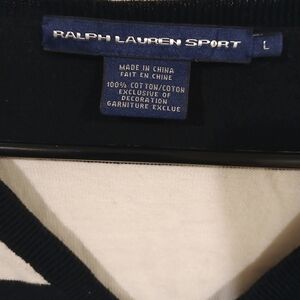 RALPH LAUREN SPORT
L
MADE IN CHINA
FAIT EN CHINE
100% COTTON/COTON
EXCLUSIVE OF
DECORATION
GARNITURE EXCLUE